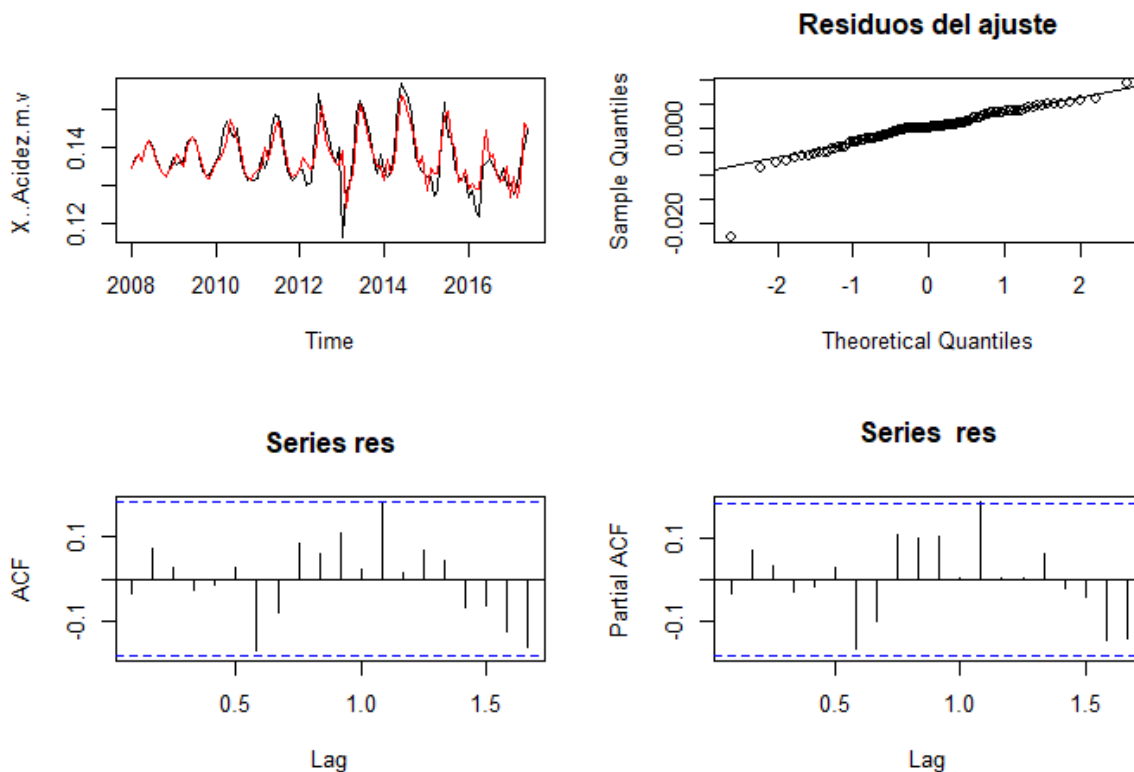 X..Acidez.m.v
0.12
0.14
2008 2010 2012 2014 2016
Time
Residuos del ajuste
Sample Quantiles
-0.020
0.000
-2 -1 0 1 2
Theoretical Quantiles
Series res
ACF
-0.1
0.1
0.5 1.0 1.5
Lag
Series res
Partial ACF
-0.1
0.1
0.5 1.0 1.5
Lag